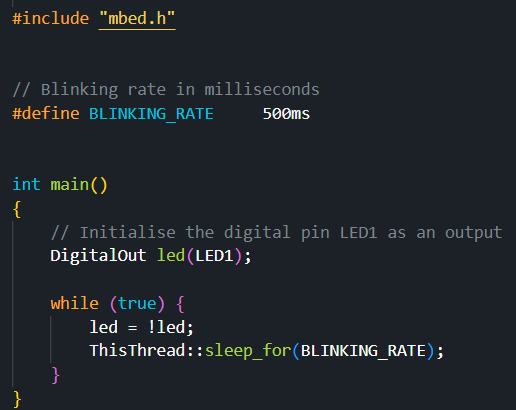 #include "mbed.h"
// Blinking rate in milliseconds
#define BLINKING_RATE     500ms
int main()
{
    // Initialise the digital pin LED1 as an output
    DigitalOut led(LED1);
    while (true) {
        led = !led;
        ThisThread::sleep_for(BLINKING_RATE);
    }
}